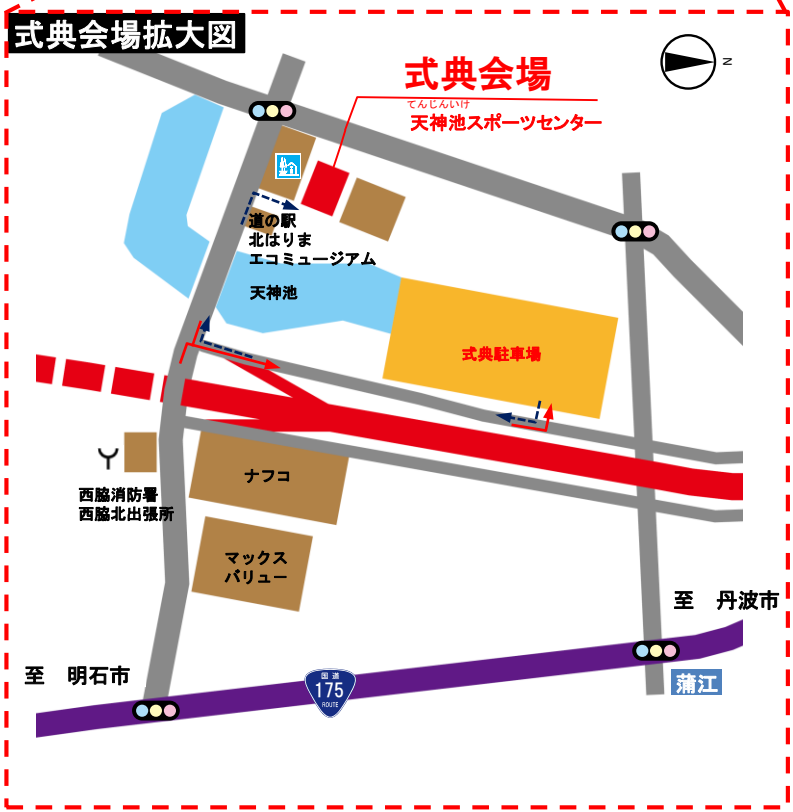 式典会場拡大図
式典会場
てんじんいけ
天神池スポーツセンター
N
道の駅
北はりま
エコミュージアム
天神池
式典駐車場
ナフコ
西脇消防署
西脇北出張所
マックス
バリュー
至　丹波市
至　明石市
国道
175
ROUTE
蒲江